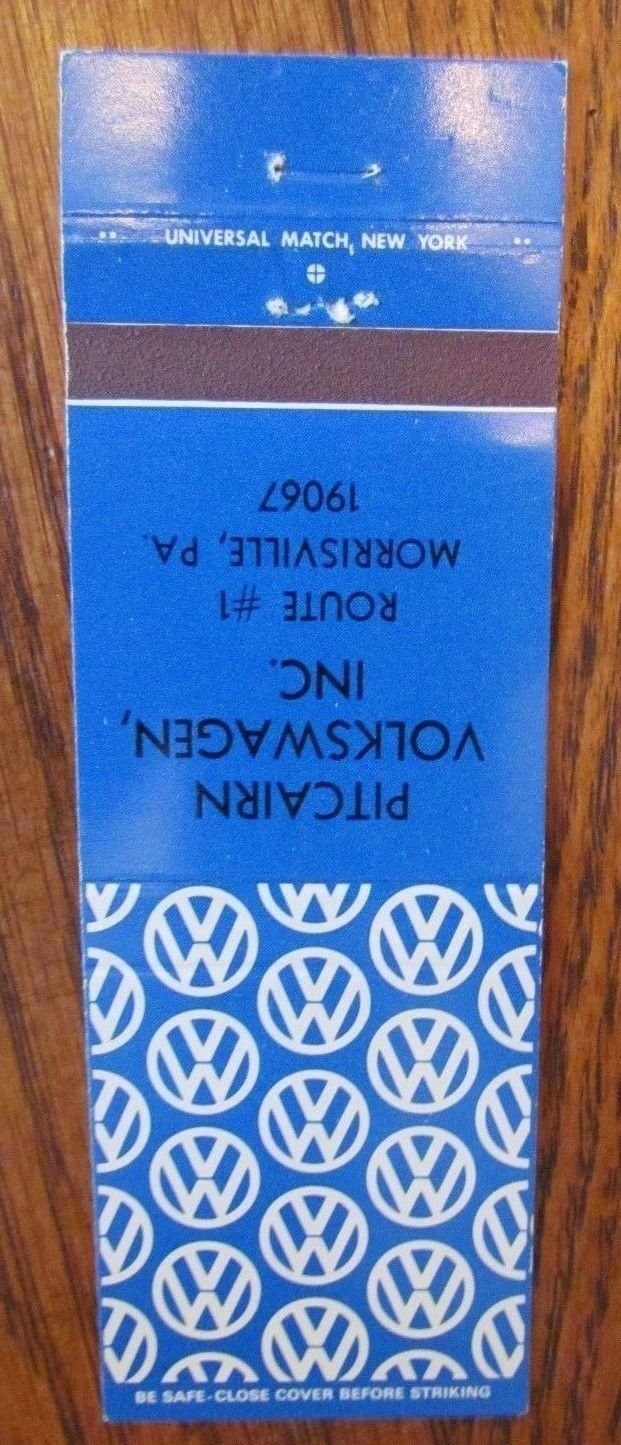 UNIVERSAL MATCH, NEW YORK
PITCAIRN
VOLKSWAGEN,
INC.
ROUTE #1
MORRISVILLE, PA.
19067
BE SAFE-CLOSE COVER BEFORE STRIKING